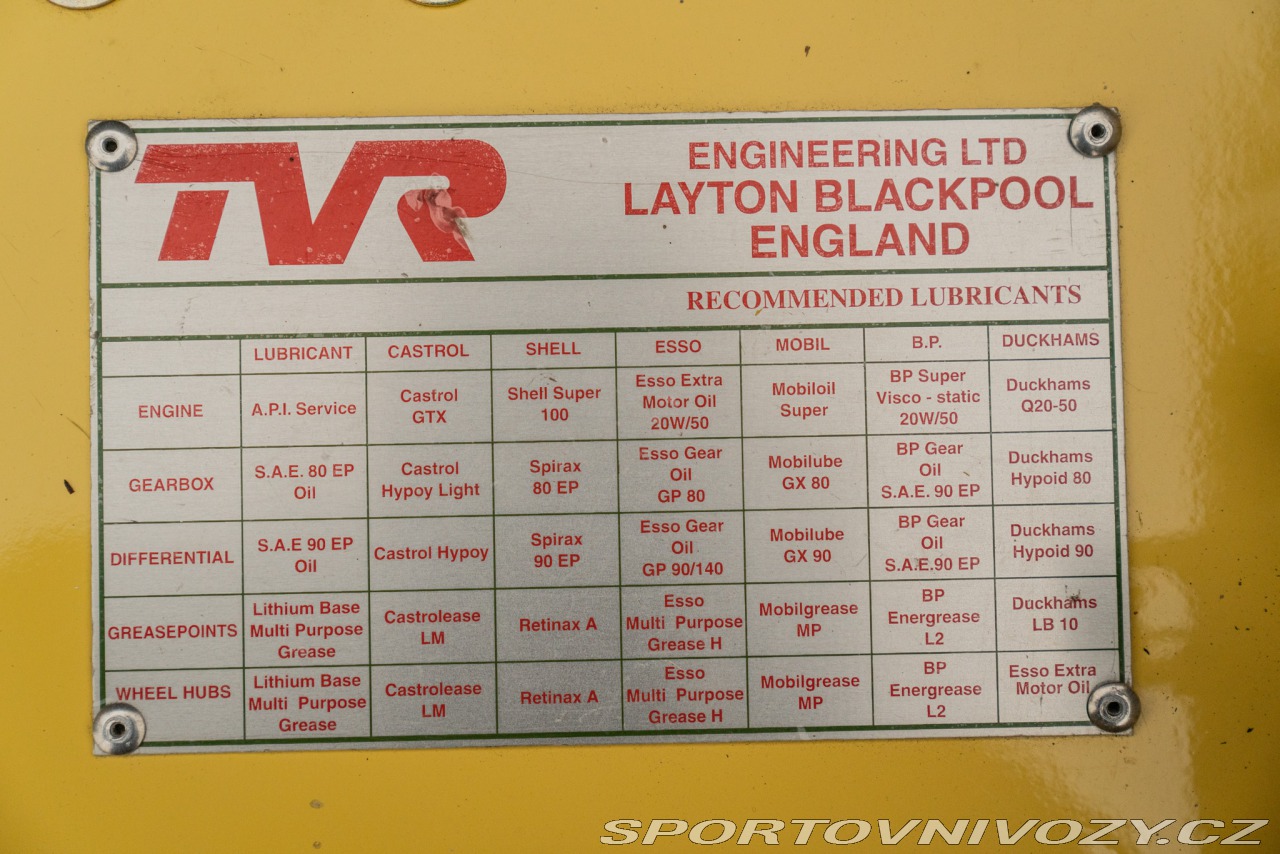 TVR
ENGINEERING LTD
LAYTON BLACKPOOL
ENGLAND
RECOMMENDED LUBRICANTS
LUBRICANT CASTROL SHELL ESSO MOBIL B.P. DUCKHAMS
ENGINE
A.P.I. Service
Castrol
GTX
Shell Super
100
Esso Extra
Motor Oil
20W/50
Mobiloil
Super
BP Super
Visco - static
20W/50
Duckhams
Q20-50
GEARBOX
S.A.E. 80 EP
Oil
Castrol
Hypoy Light
Spirax
80 EP
Esso Gear
Oil
GP 80
Mobilube
GX 80
BP Gear
Oil
S.A.E. 90 EP
Duckhams
Hypoid 80
DIFFERENTIAL
S.A.E 90 EP
Oil
Castrol Hypoy
Spirax
90 EP
Esso Gear
Oil
GP 90/140
Mobilube
GX 90
BP Gear
Oil
S.A.E.90 EP
Duckhams
Hypoid 90
GREASEPOINTS
Lithium Base
Multi Purpose
Grease
Castrolease
LM
Retinax A
Esso
Multi Purpose
Grease H
Mobilgrease
MP
BP
Energrease
L2
Duckhams
LB 10
WHEEL HUBS
Lithium Base
Multi Purpose
Grease
Castrolease
LM
Retinax A
Esso
Multi Purpose
Grease H
Mobilgrease
MP
BP
Energrease
L2
Esso Extra
Motor Oil
SPORTOVNIVOZY.CZ